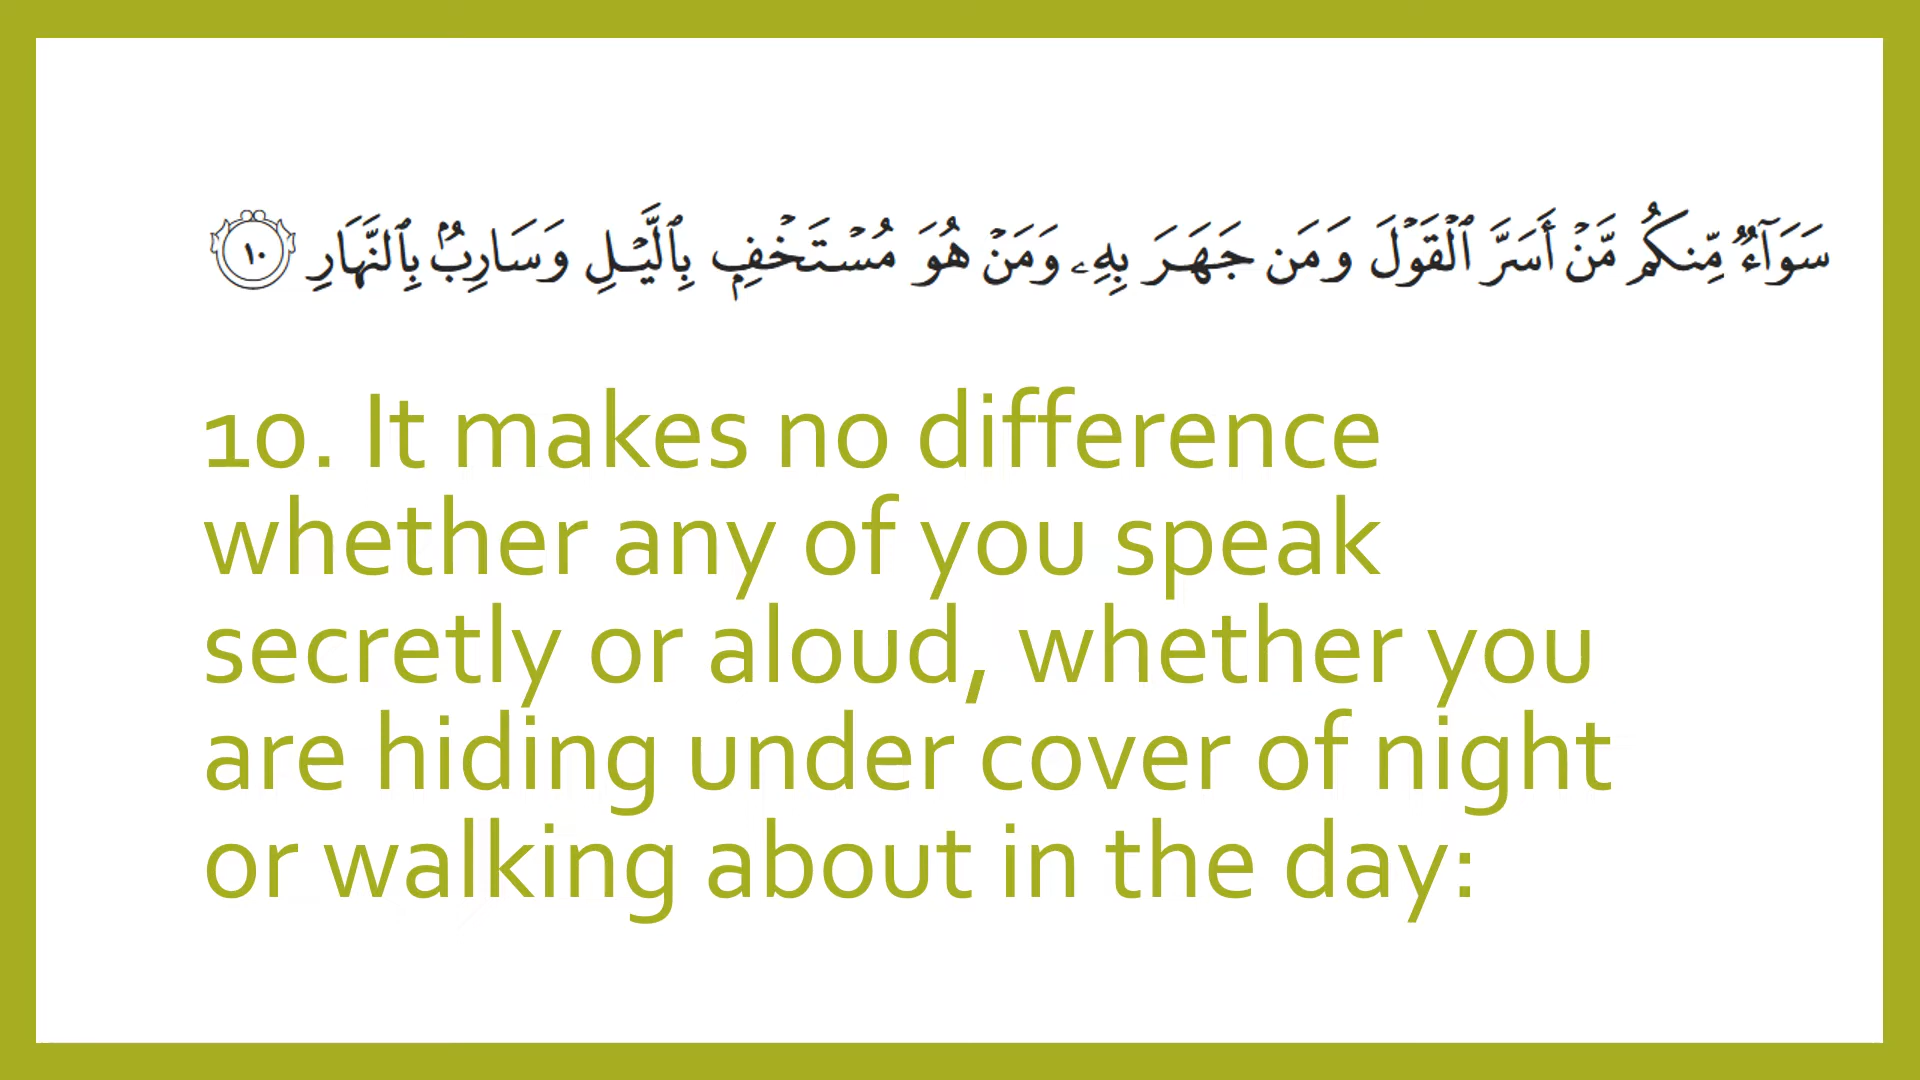 سَوَآءٌ مِّنكُم مَّنْ أَسَرَّ ٱلْقَوْلَ وَمَن جَهَرَ بِهِۦ وَمَنْ هُوَ مُسْتَخْفٍۭ بِٱلَّيْلِ وَسَارِبٌۢ بِٱلنَّهَارِ ١٠
10. It makes no difference
whether any of you speak
secretly or aloud, whether you
are hiding under cover of night
or walking about in the day: